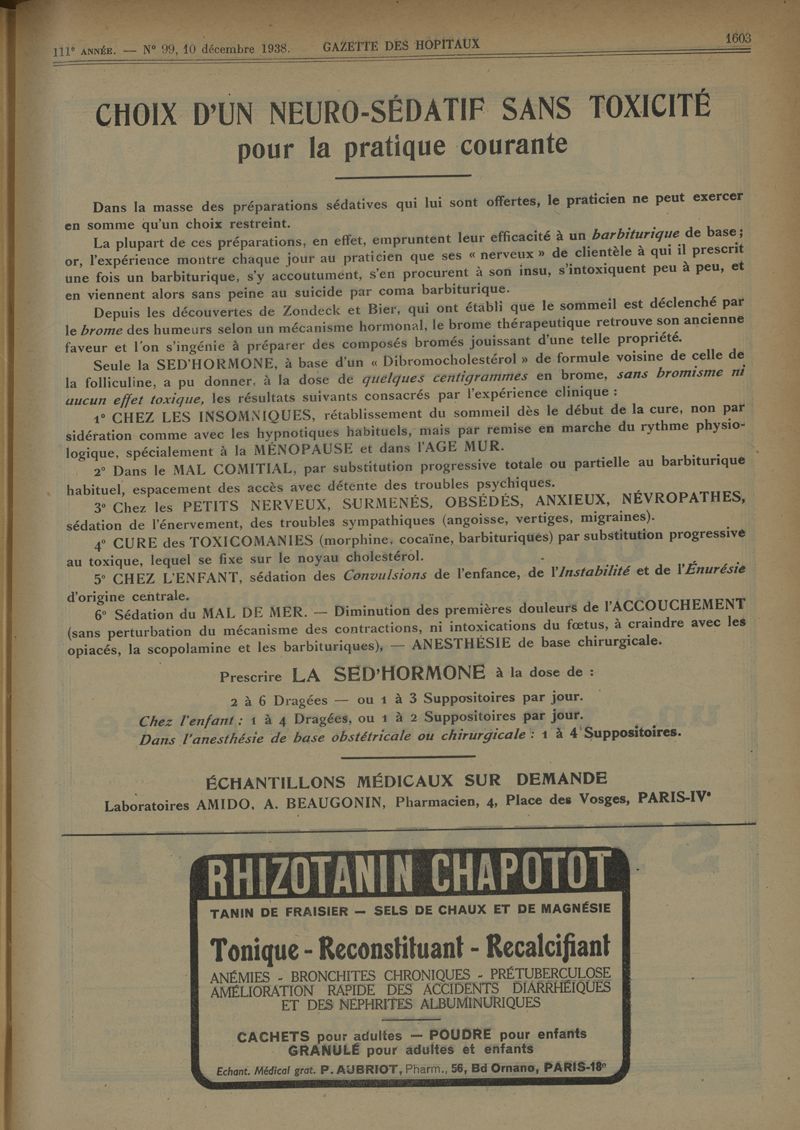 111e ANNÉE. — N° 99, 10 décembre 1938. GAZETTE DES HOPITAUX 1603
CHOIX D'UN NEURO-SÉDATIF SANS TOXICITÉ
pour la pratique courante
Dans la masse des préparations sédatives qui lui sont offertes, le praticien ne peut exercer
en somme qu'un choix restreint.
La plupart de ces préparations, en effet, empruntent leur efficacité à un barbiturique de base ;
or, l'expérience montre chaque jour au praticien que ses « nerveux » de clientèle à qui il prescrit
une fois un barbiturique, s'y accoutument, s'en procurent à son insu, s'intoxiquent peu à peu, et
en viennent alors sans peine au suicide par coma barbiturique.
Depuis les découvertes de Zondeck et Bier, qui ont établi que le sommeil est déclenché par
le brome des humeurs selon un mécanisme hormonal, le brome thérapeutique retrouve son ancienne
faveur et l'on s'ingénie à préparer des composés bromés jouissant d'une telle propriété.
Seule la SED'HORMONE, à base d'un « Dibromocholestérol » de formule voisine de celle de
la folliculine, a pu donner, à la dose de quelques centigrammes en brome, sans bromisme ni
aucun effet toxique, les résultats suivants consacrés par l'expérience clinique :
1° CHEZ LES INSOMNIQUES, rétablissement du sommeil dès le début de la cure, non par
sidération comme avec les hypnotiques habituels, mais par remise en marche du rythme physio-
logique, spécialement à la MÉNOPAUSE et dans l'AGE MUR.
2° Dans le MAL COMITIAL, par substitution progressive totale ou partielle au barbiturique
habituel, espacement des accès avec détente des troubles psychiques.
3° Chez les PETITS NERVEUX, SURMENÉS, OBSÉDÉS, ANXIEUX, NÉVROPATHES,
sédation de l'énervement, des troubles sympathiques (angoisse, vertiges, migraines).
4° CURE des TOXICOMANIES (morphine, cocaïne, barbituriques) par substitution progressive
au toxique, lequel se fixe sur le noyau cholestérol.
5° CHEZ L'ENFANT, sédation des Convulsions de l'enfance, de l'Instabilité et de l'Énurésie
d'origine centrale.
6° Sédation du MAL DE MER. — Diminution des premières douleurs de l'ACCOUCHEMENT
(sans perturbation du mécanisme des contractions, ni intoxications du fœtus, à craindre avec les
opiacés, la scopolamine et les barbituriques), — ANESTHÉSIE de base chirurgicale.
Prescrire LA SED'HORMONE à la dose de :
2 à 6 Dragées — ou 1 à 3 Suppositoires par jour.
Chez l'enfant : 1 à 4 Dragées, ou 1 à 2 Suppositoires par jour.
Dans l'anesthésie de base obstétricale ou chirurgicale : 1 à 4 Suppositoires.
ÉCHANTILLONS MÉDICAUX SUR DEMANDE
Laboratoires AMIDO, A. BEAUGONIN, Pharmacien, 4, Place des Vosges, PARIS-IVe
RHIZOTANIN CHAPOTOT
TANIN DE FRAISIER — SELS DE CHAUX ET DE MAGNÉSIE
Tonique - Reconstituant - Recalcifiant
ANÉMIES - BRONCHITES CHRONIQUES - PRÉTUBERCULOSE
AMÉLIORATION RAPIDE DES ACCIDENTS DIARRHÉIQUES
ET DES NÉPHRITES ALBUMINURIQUES
CACHETS pour adultes — POUDRE pour enfants
GRANULÉ pour adultes et enfants
Echant. Médical grat. P. AUBRIOT, Pharm., 56, Bd Ornano, PARIS-18e